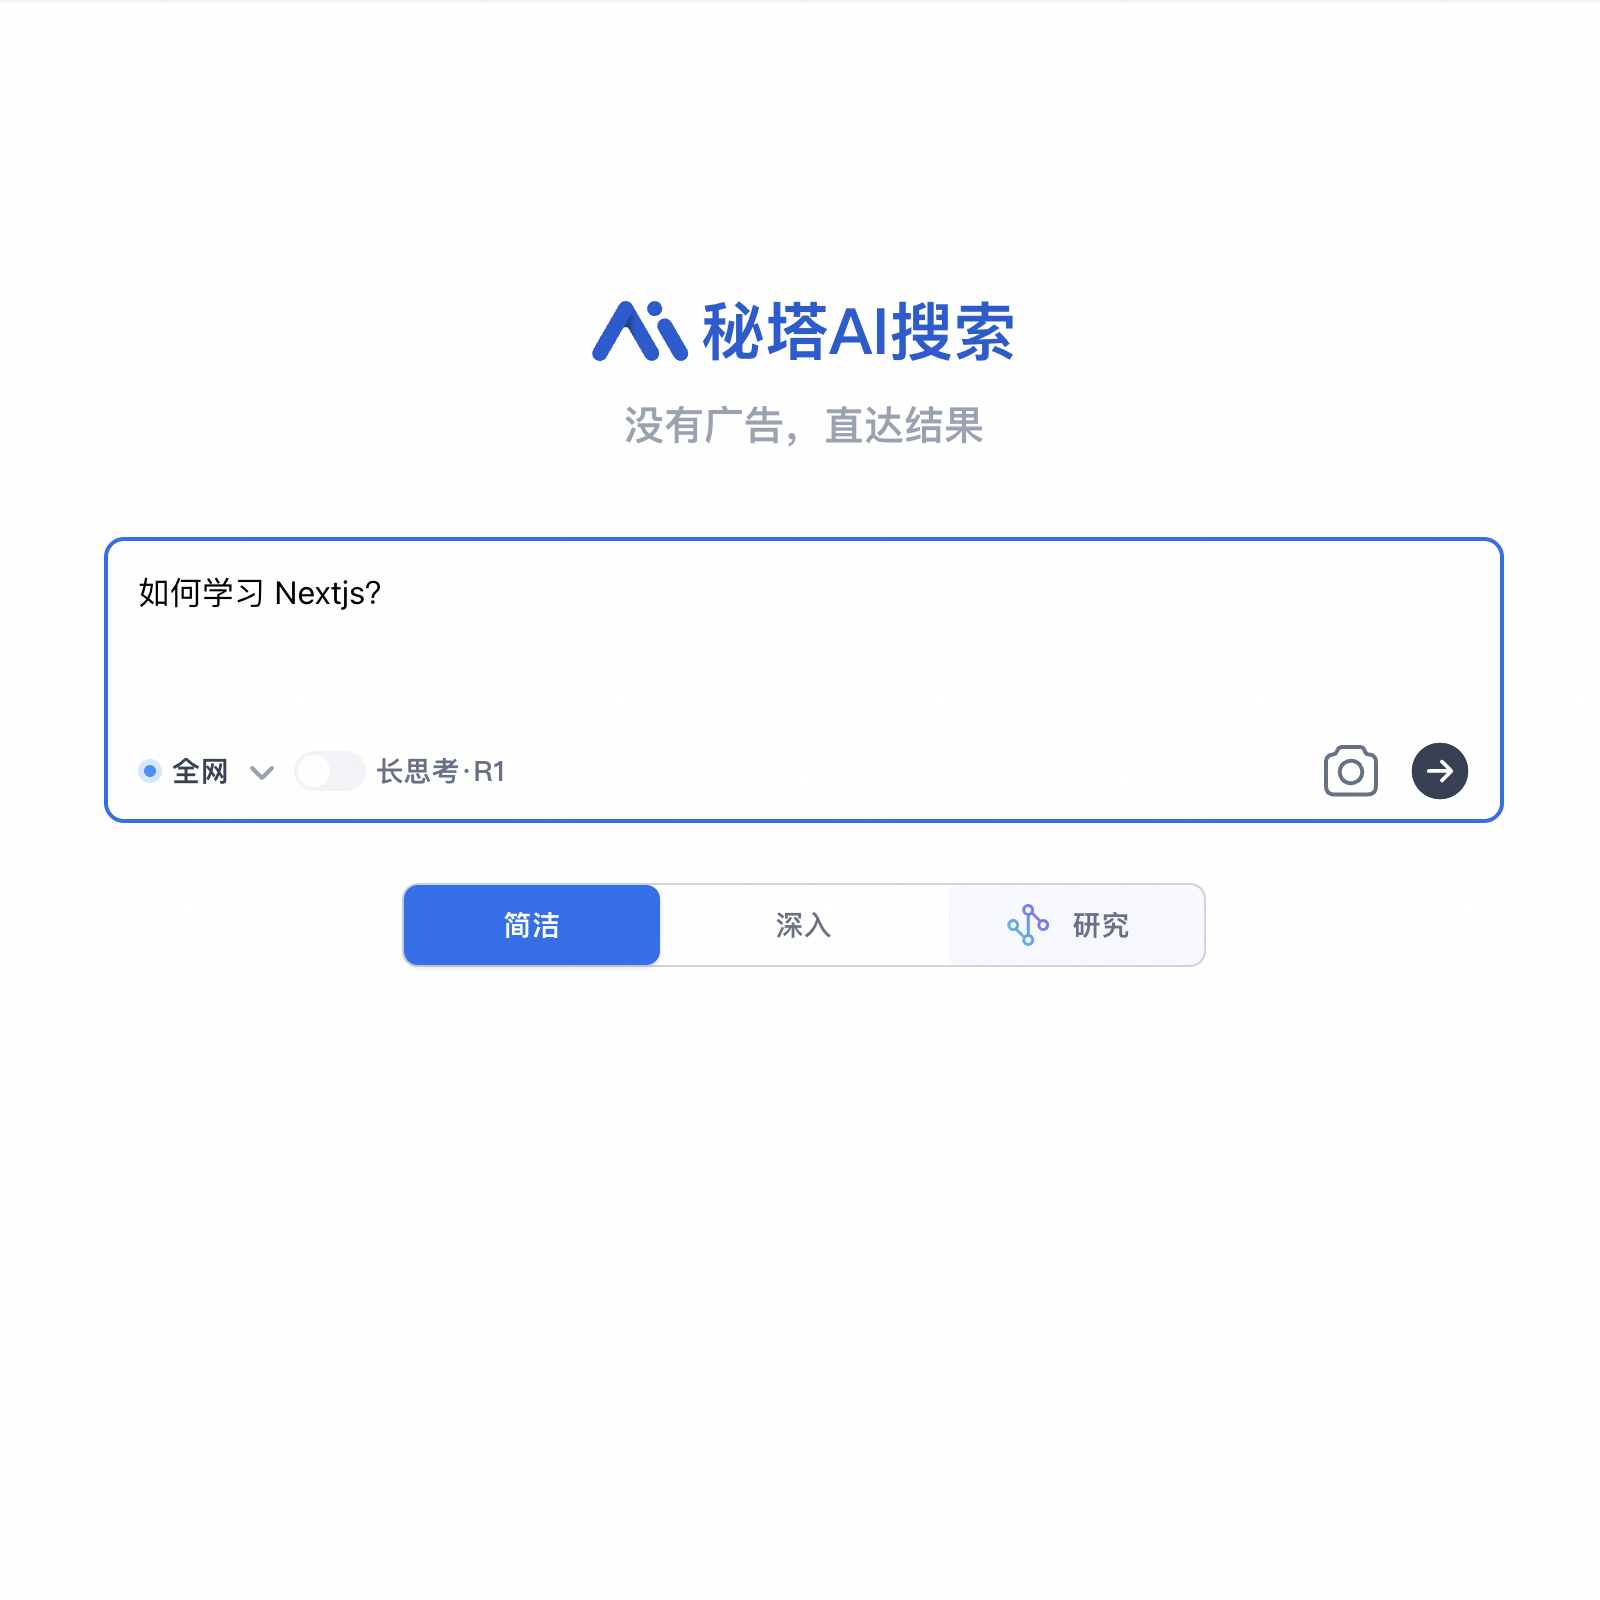 秘塔AI搜索
没有广告，直达结果
如何学习 Nextjs?
全网 长思考·R1
简洁 深入 研究